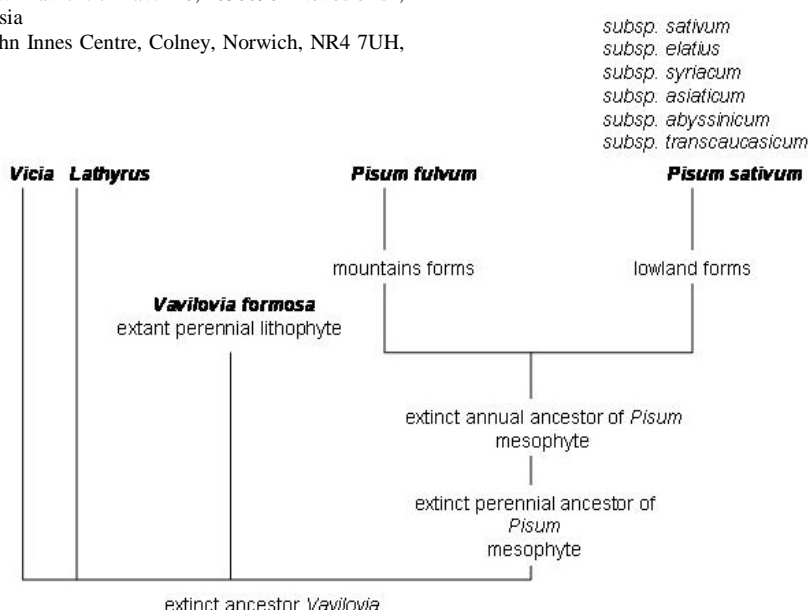 sia
hn Innes Centre, Colney, Norwich, NR4 7UH,
subsp. sativum
subsp. elatius
subsp. syriacum
subsp. asiaticum
subsp. abyssinicum
subsp. transcaucasicum
Vicia Lathyrus Pisum fulvum Pisum sativum
mountains forms lowland forms
Vavilovia formosa
extant perennial lithophyte
extinct annual ancestor of Pisum
mesophyte
extinct perennial ancestor of
Pisum
mesophyte
extinct ancestor Vavilovia